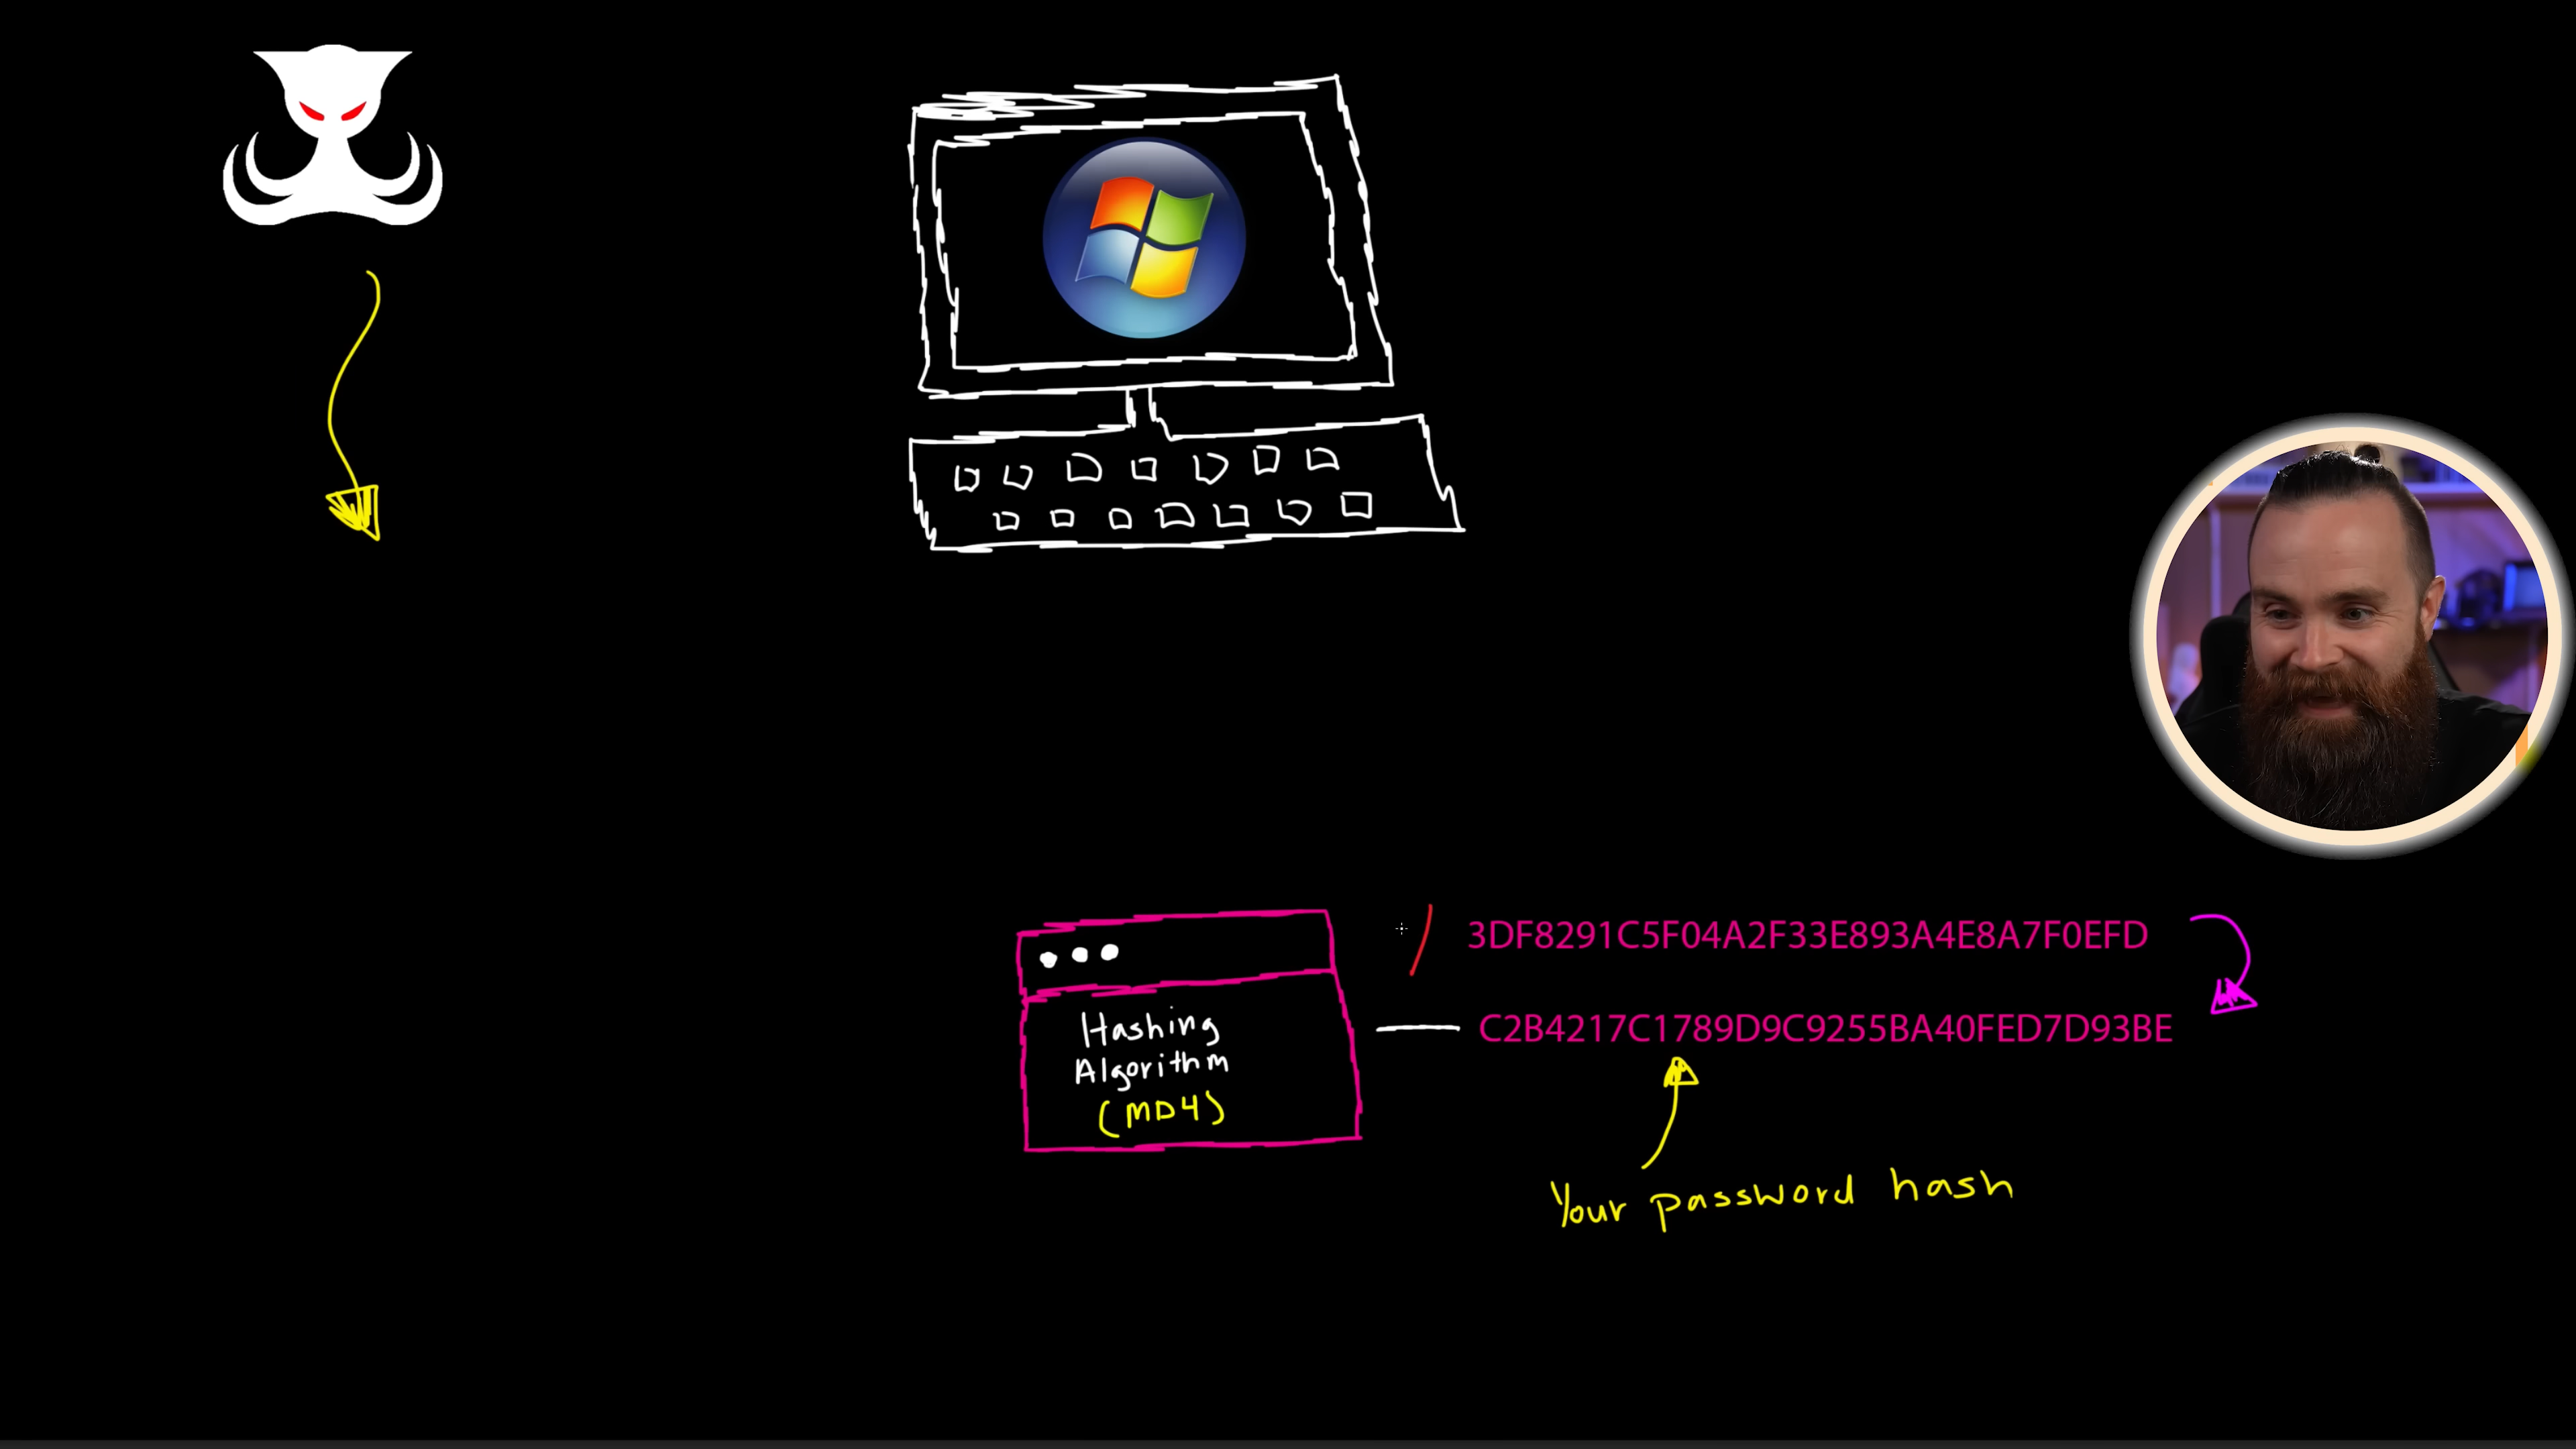 3DF8291C5F04A2F33E893A4E8A7F0EFD
C2B4217C1789D9C9255BA40FED7D93BE
Hashing
Algorithm
(MD4)
Your password hash